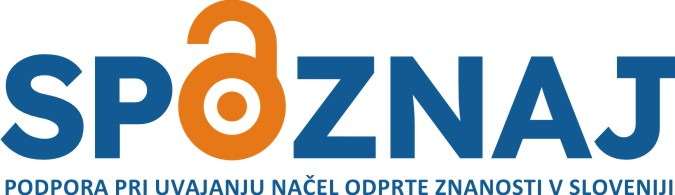 SPOZNAJ
PODPORA PRI UVAJANJU NAČEL ODPRTE ZNANOSTI V SLOVENIJI